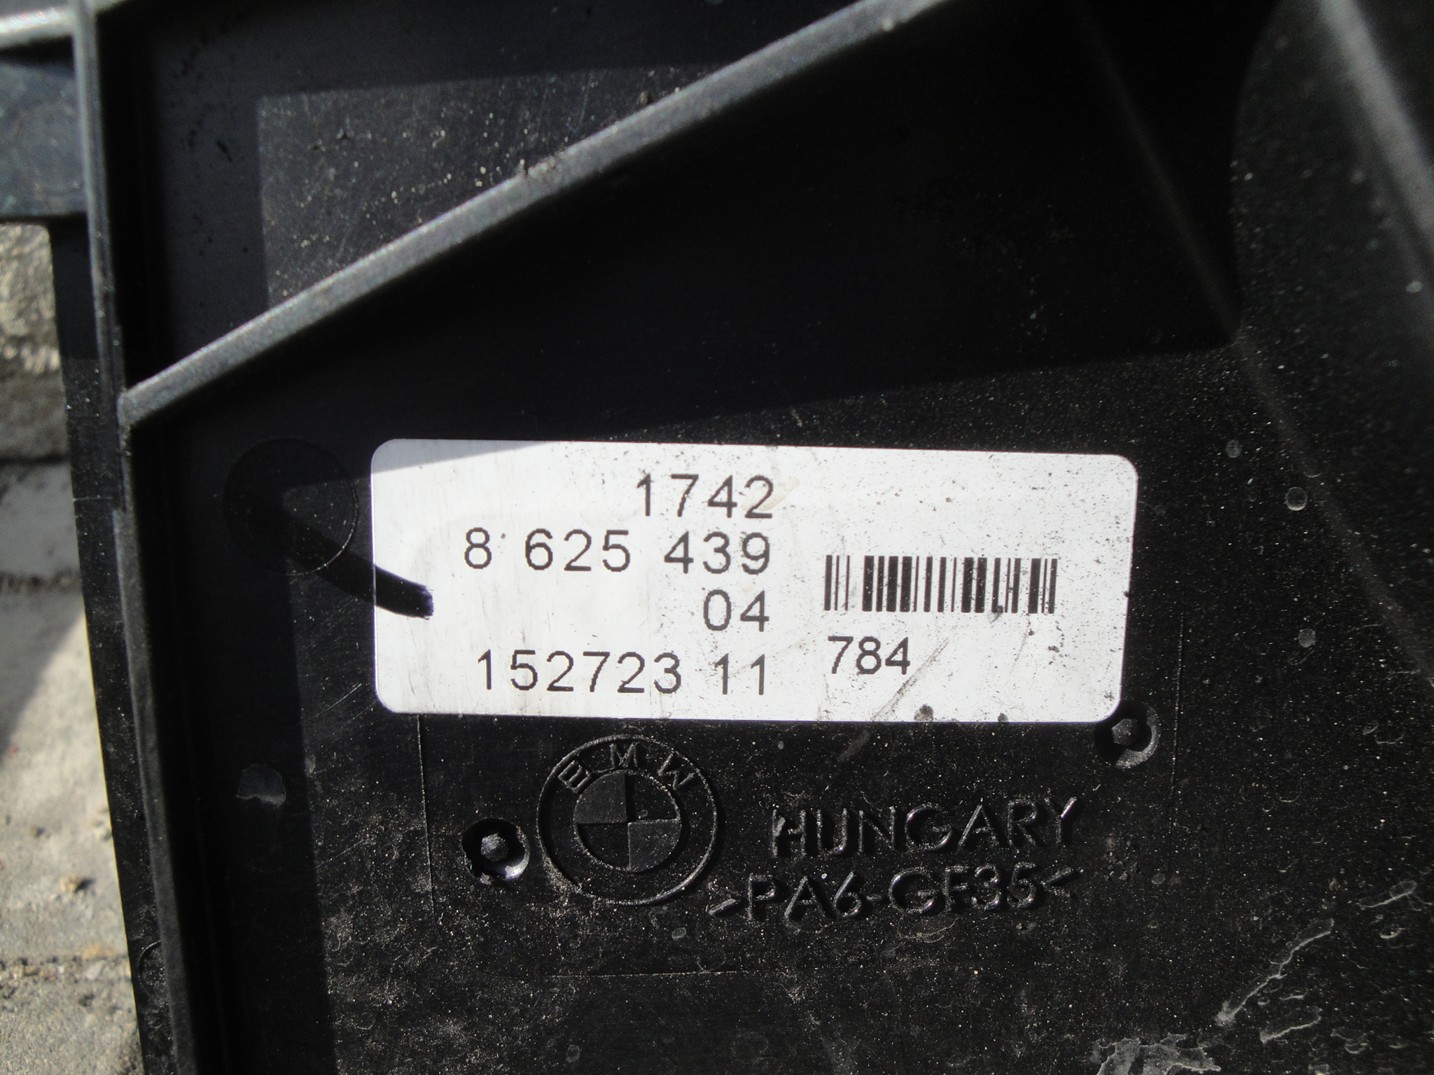 1742
8 625 439
04
152723 11
784
BMW
HUNGARY
>PA6-GF35<